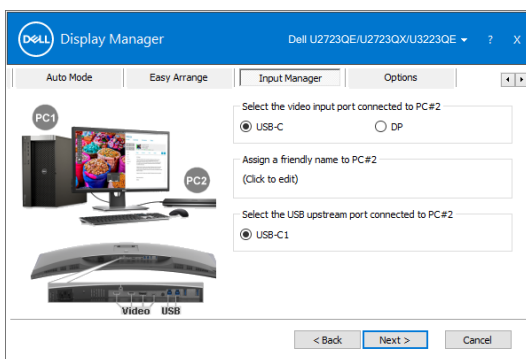 DELL Display Manager
Dell U2723QE/U2723QX/U3223QE ? X
Auto Mode Easy Arrange Input Manager Options
Select the video input port connected to PC#2
USB-C DP
PC1
Assign a friendly name to PC#2
(Click to edit)
PC2
Select the USB upstream port connected to PC#2
USB-C1
Video USB
< Back Next > Cancel